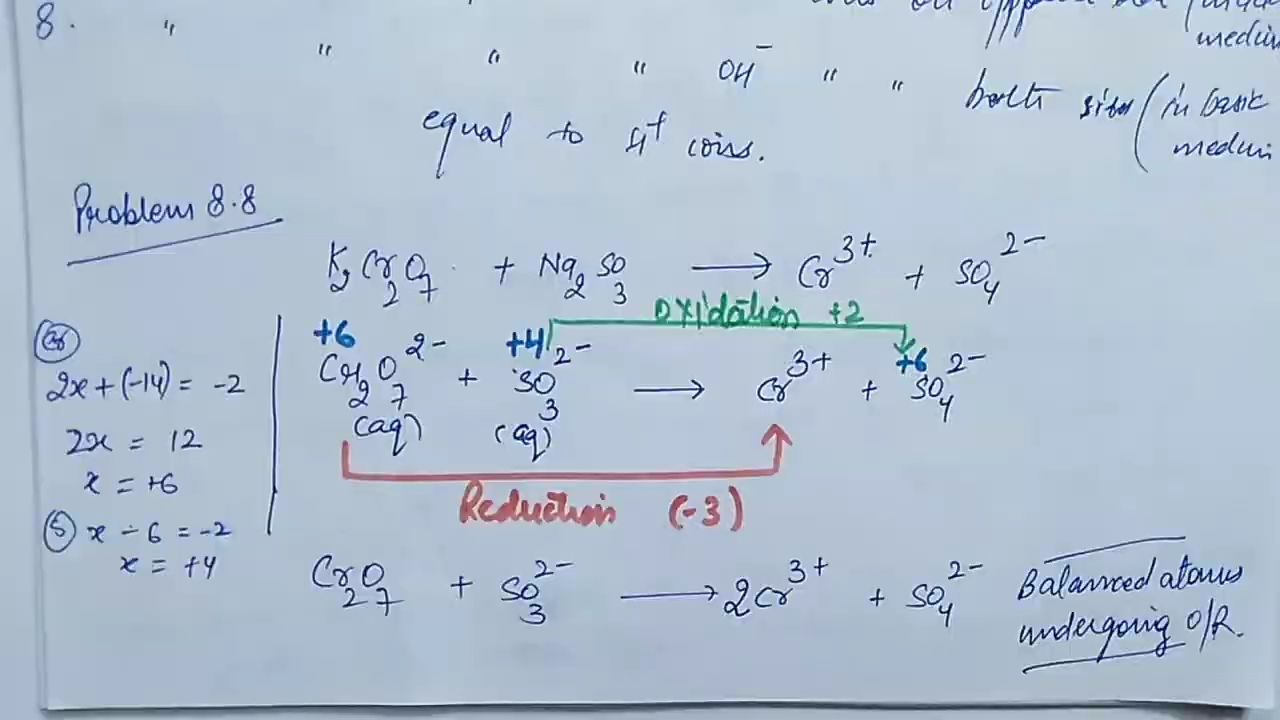 8. " " " " OH⁻ " " both sides (in basic
equal to H⁺ ions.
Problem 8.8
K₂Cr₂O₇ + Na₂SO₃ → Cr³⁺ + SO₄²⁻
Oxidation +2
+6 +4 +6
Cr₂O₇²⁻ + SO₃²⁻ → Cr³⁺ + SO₄²⁻
(aq) (aq)
Reduction (-3)
Cr
2x + (-14) = -2
2x = 12
x = +6
S x - 6 = -2
x = +4
Cr₂O₇ + SO₃²⁻ → 2Cr³⁺ + SO₄²⁻
Balanced atoms
undergoing O/R.